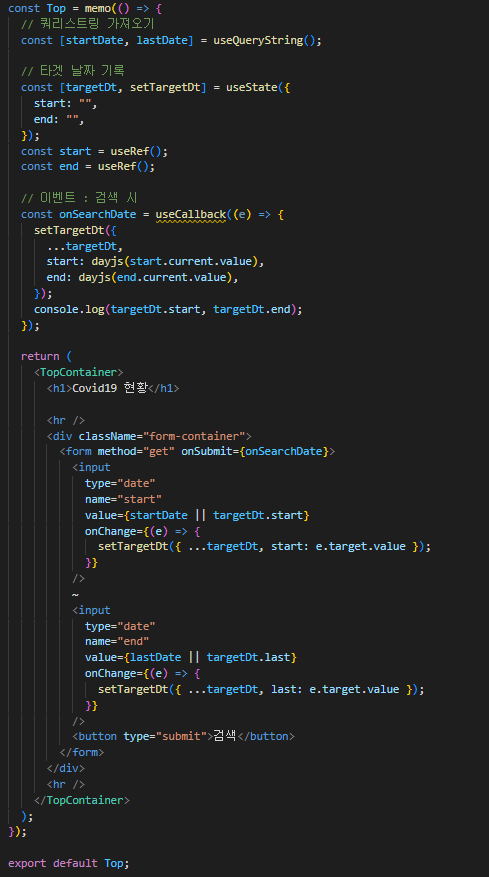 const Top = memo(() => {
// 쿼리스트링 가져오기
const [startDate, lastDate] = useQueryString();
// 타겟 날짜 기록
const [targetDt, setTargetDt] = useState({
start: "",
end: "",
});
const start = useRef();
const end = useRef();
// 이벤트 : 검색 시
const onSearchDate = useCallback((e) => {
setTargetDt({
...targetDt,
start: dayjs(start.current.value),
end: dayjs(end.current.value),
});
console.log(targetDt.start, targetDt.end);
});
return (
<TopContainer>
<h1>Covid19 현황</h1>
<hr />
<div className="form-container">
<form method="get" onSubmit={onSearchDate}>
<input
type="date"
name="start"
value={startDate || targetDt.start}
onChange={(e) => {
setTargetDt({ ...targetDt, start: e.target.value });
}}
/>
~
<input
type="date"
name="end"
value={lastDate || targetDt.last}
onChange={(e) => {
setTargetDt({ ...targetDt, last: e.target.value });
}}
/>
<button type="submit">검색</button>
</form>
</div>
<hr />
</TopContainer>
);
});
export default Top;